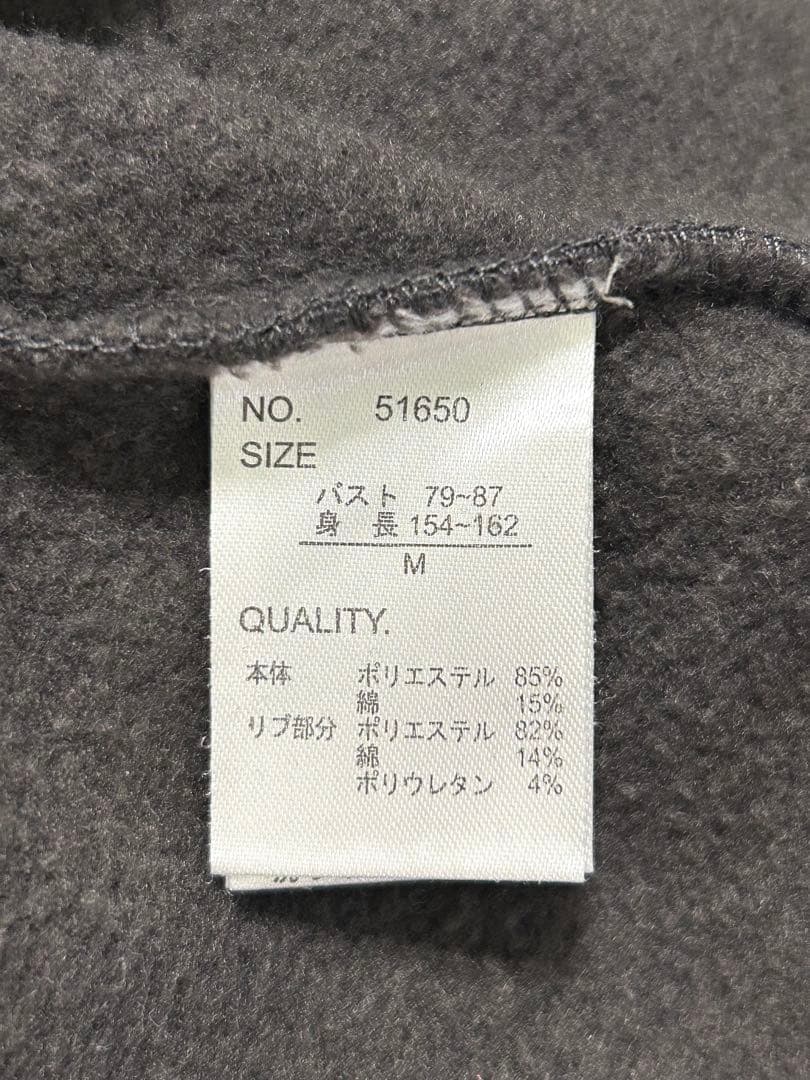 NO. 51650
SIZE
バスト 79~87
身 長 154~162
M
QUALITY.
本体 ポリエステル 85%
綿 15%
リブ部分 ポリエステル 82%
綿 14%
ポリウレタン 4%